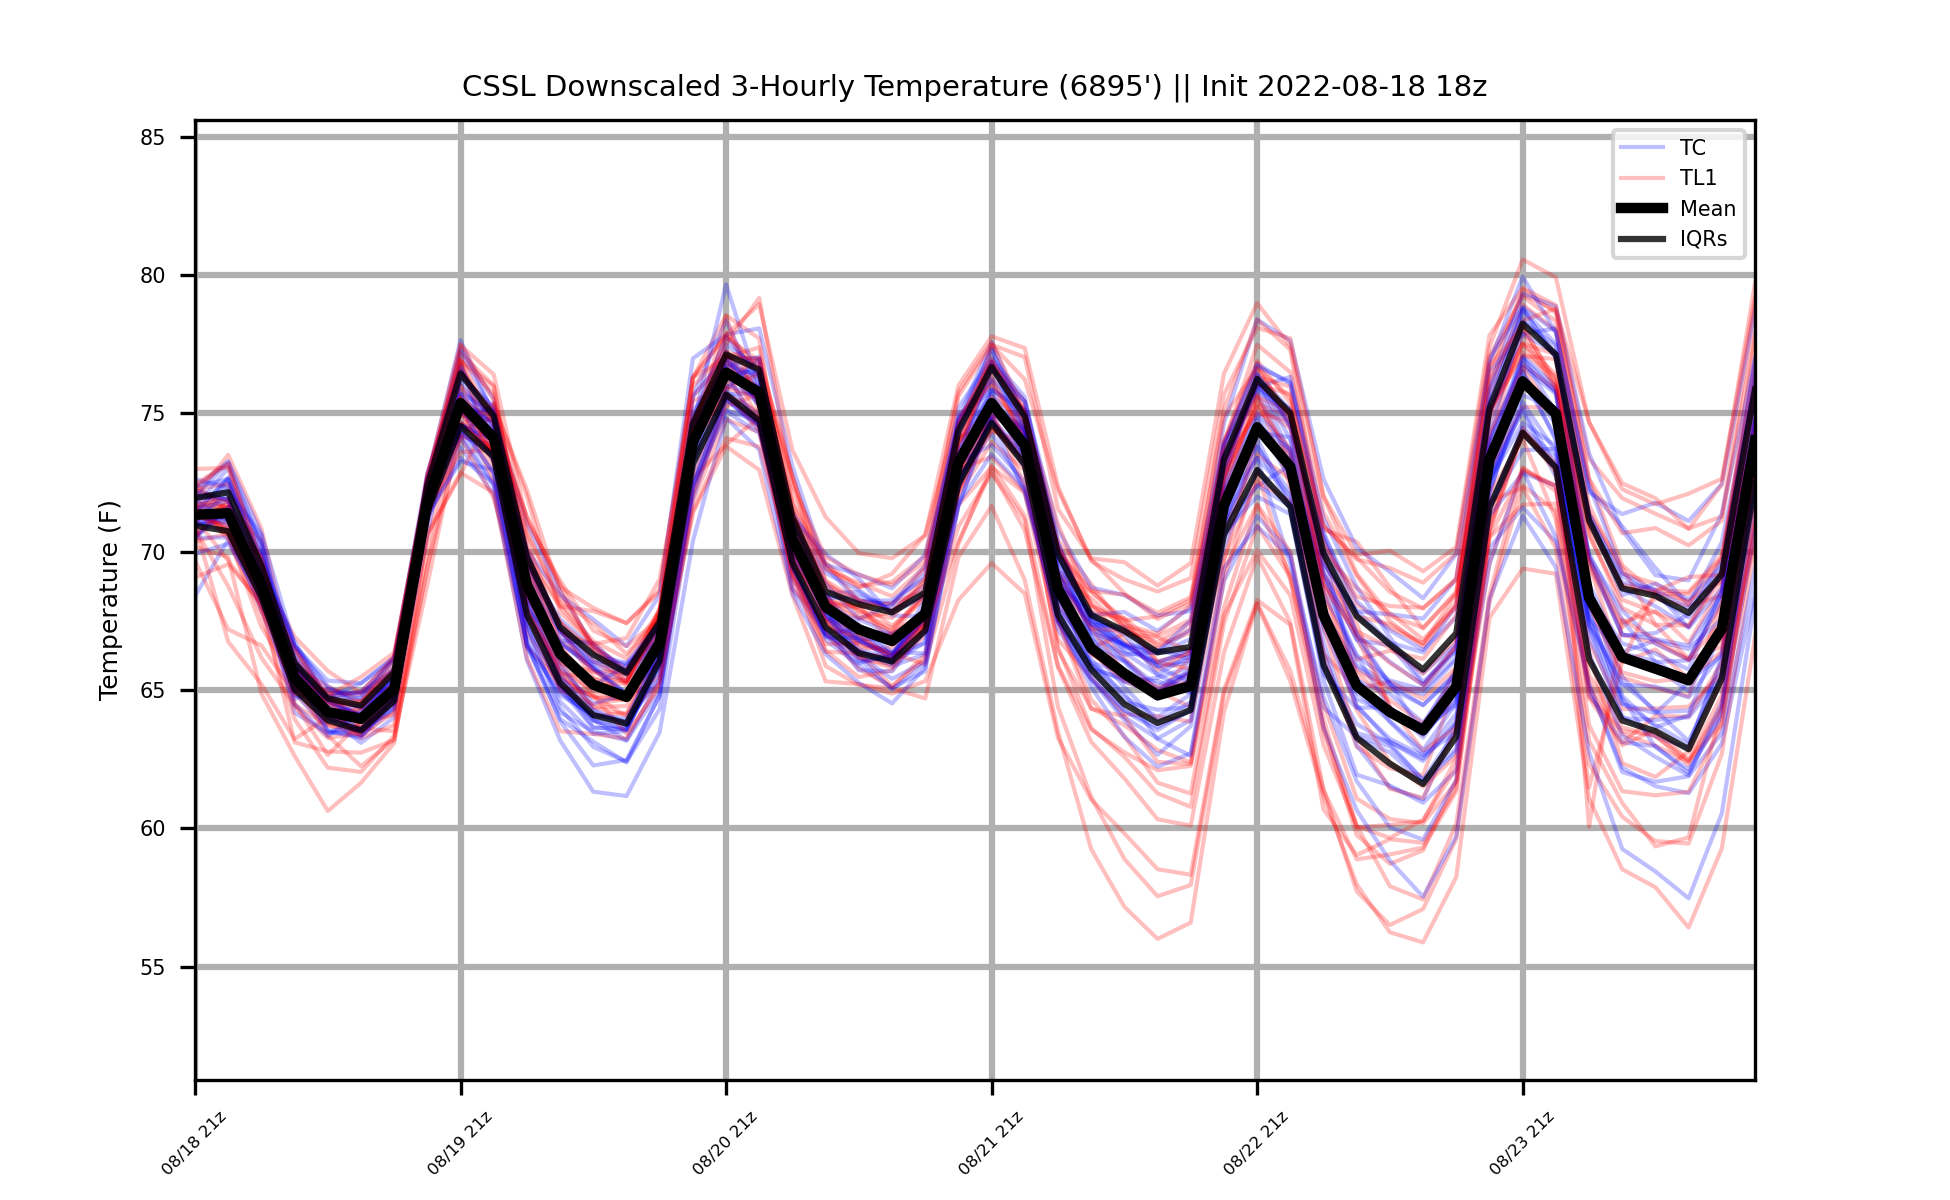 CSSL Downscaled 3-Hourly Temperature (6895') || Init 2022-08-18 18z
Temperature (F)
85
80
75
70
65
60
55
TC
TL1
Mean
IQRs
08/18 21z
08/19 21z
08/20 21z
08/21 21z
08/22 21z
08/23 21z